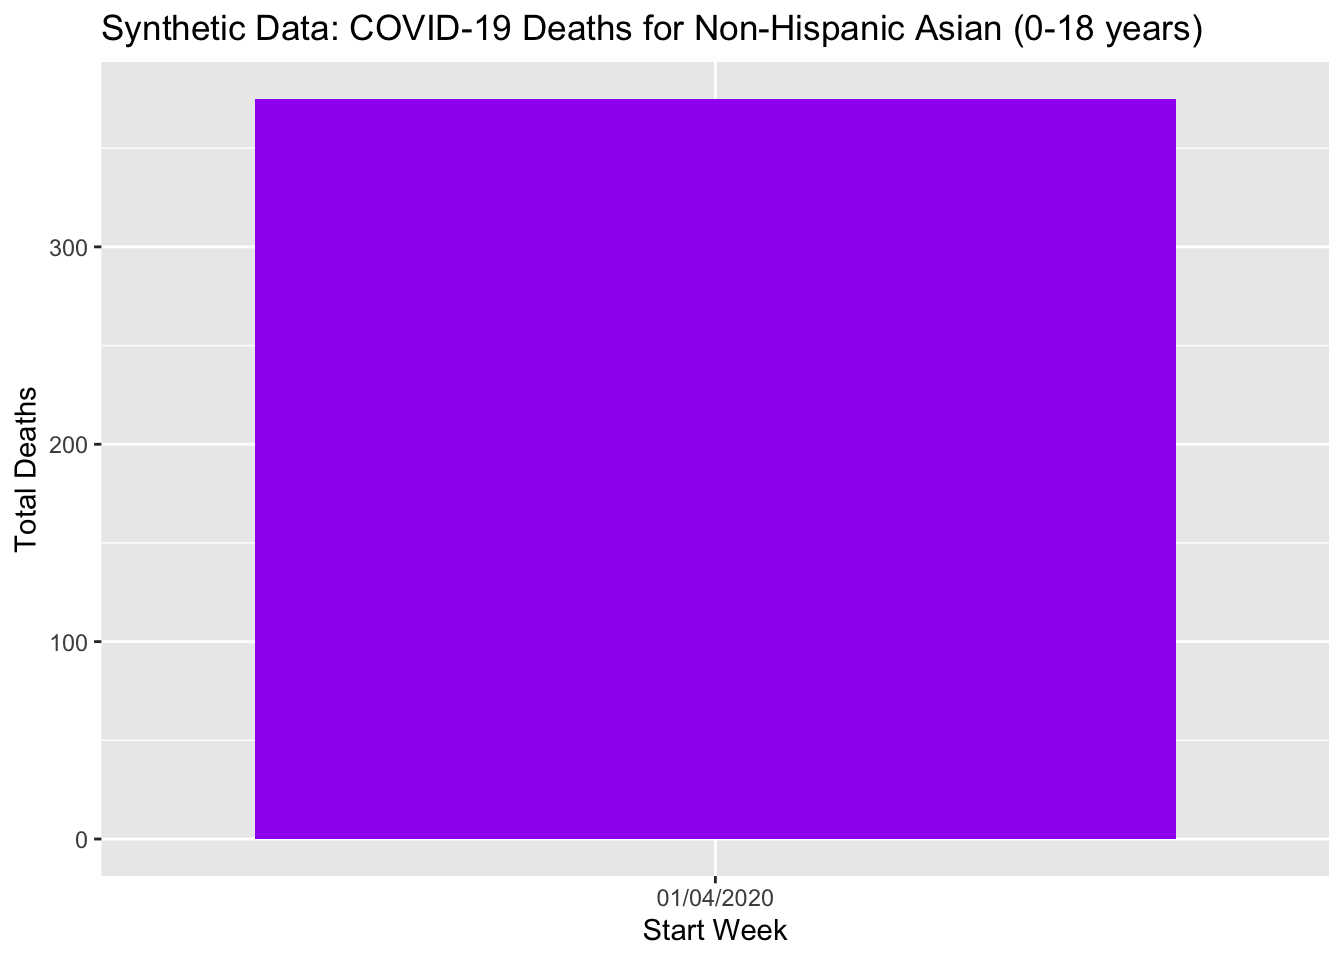 Synthetic Data: COVID-19 Deaths for Non-Hispanic Asian (0-18 years)
Total Deaths
300
200
100
0
01/04/2020
Start Week